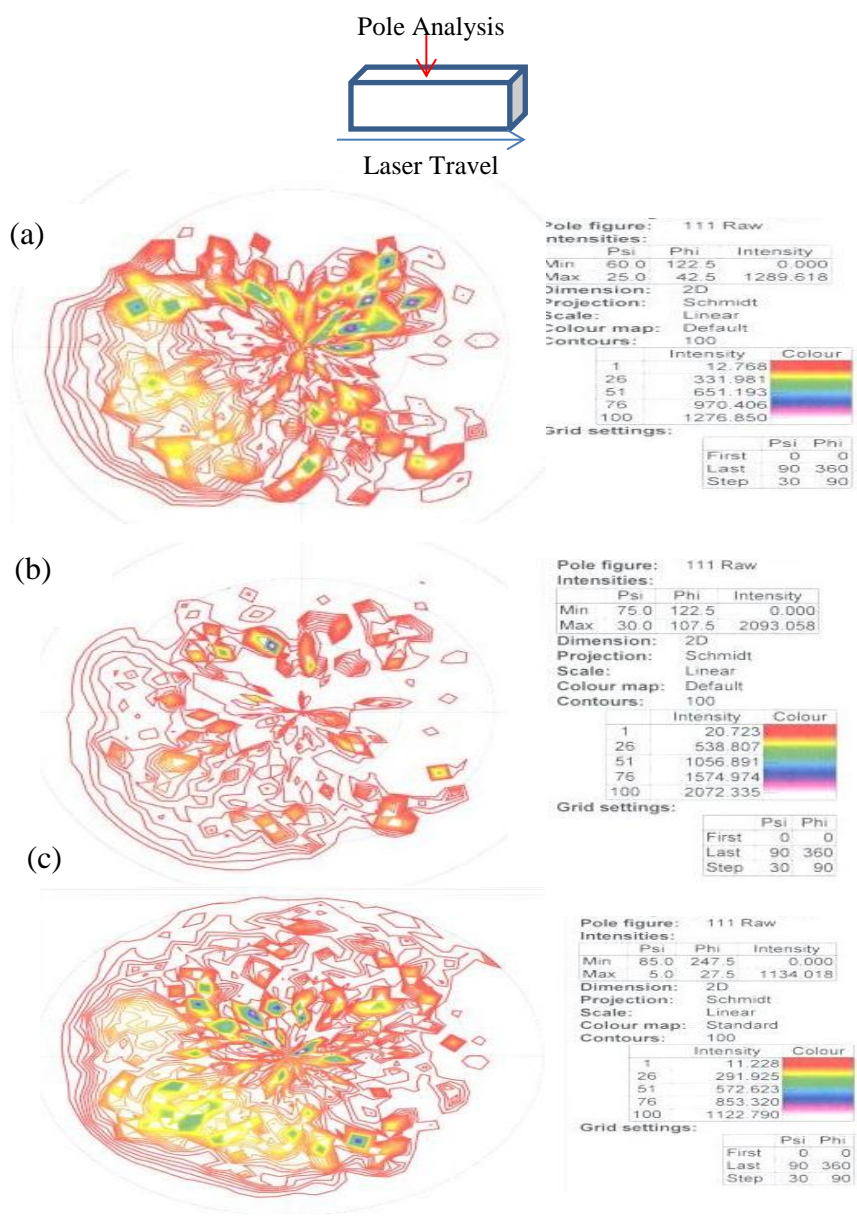 Pole Analysis
Laser Travel
(a)
Pole figure: 111 Raw
Intensities:
Psi Phi Intensity
Min 60.0 122.5 0.000
Max 25.0 42.5 1289.618
Dimension: 2D
Projection: Schmidt
Scale: Linear
Colour map: Default
Contours: 100
Intensity Colour
1 12.768
26 331.981
51 651.193
76 970.406
100 1276.850
Grid settings:
Psi Phi
First 0 0
Last 90 360
Step 30 90
(b)
Pole figure: 111 Raw
Intensities:
Psi Phi Intensity
Min 75.0 122.5 0.000
Max 30.0 107.5 2093.058
Dimension: 2D
Projection: Schmidt
Scale: Linear
Colour map: Default
Contours: 100
Intensity Colour
1 20.723
26 538.807
51 1056.891
76 1574.974
100 2072.335
Grid settings:
Psi Phi
First 0 0
Last 90 360
Step 30 90
(c)
Pole figure: 111 Raw
Intensities:
Psi Phi Intensity
Min 85.0 247.5 0.000
Max 5.0 27.5 1134.018
Dimension: 2D
Projection: Schmidt
Scale: Linear
Colour map: Standard
Contours: 100
Intensity Colour
1 11.228
26 291.925
51 572.623
76 853.320
100 1122.790
Grid settings:
Psi Phi
First 0 0
Last 90 360
Step 30 90